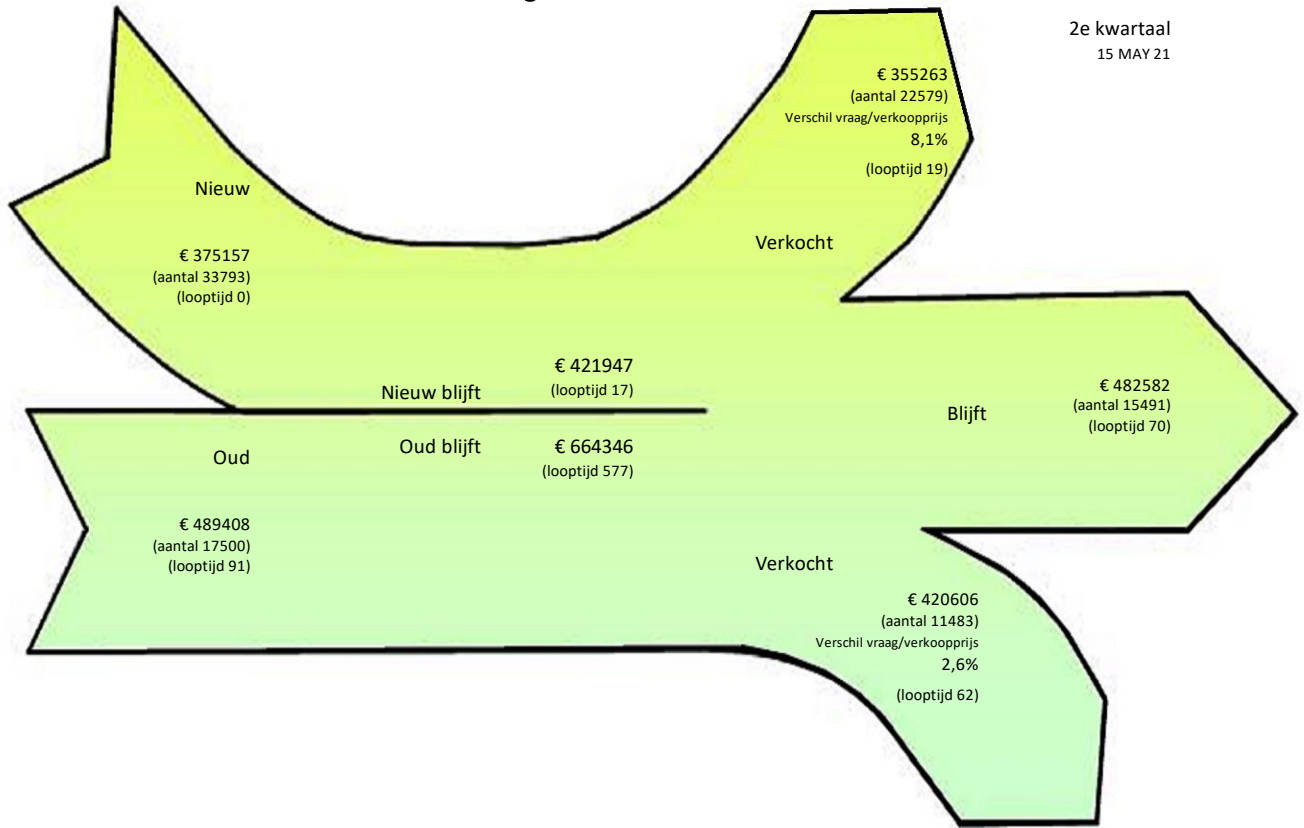 2e kwartaal
15 MAY 21
€ 355263
(aantal 22579)
Verschil vraag/verkoopprijs
8,1%
(looptijd 19)
Nieuw
Verkocht
€ 375157
(aantal 33793)
(looptijd 0)
€ 421947
Nieuw blijft
(looptijd 17)
€ 482582
(aantal 15491)
(looptijd 70)
Blijft
Oud
Oud blijft
€ 664346
(looptijd 577)
€ 489408
(aantal 17500)
(looptijd 91)
Verkocht
€ 420606
(aantal 11483)
Verschil vraag/verkoopprijs
2,6%
(looptijd 62)